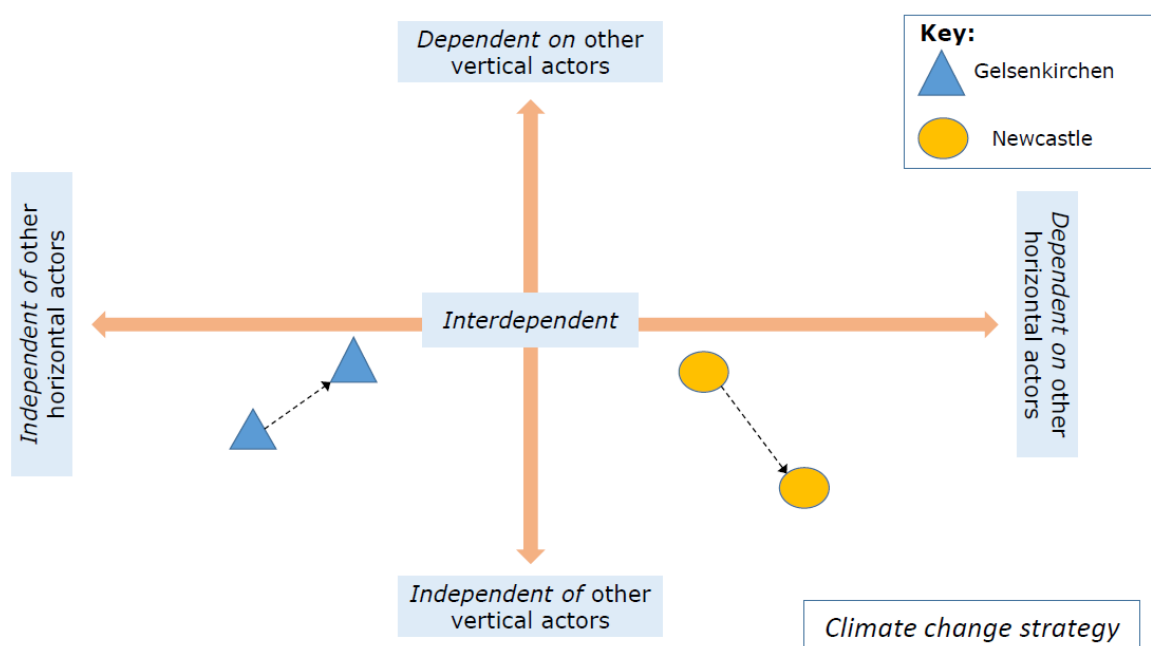 Dependent on other
vertical actors
Key:
Gelsenkirchen
Newcastle
Independent of other
horizontal actors
Interdependent
Dependent on other
horizontal actors
Independent of other
vertical actors
Climate change strategy